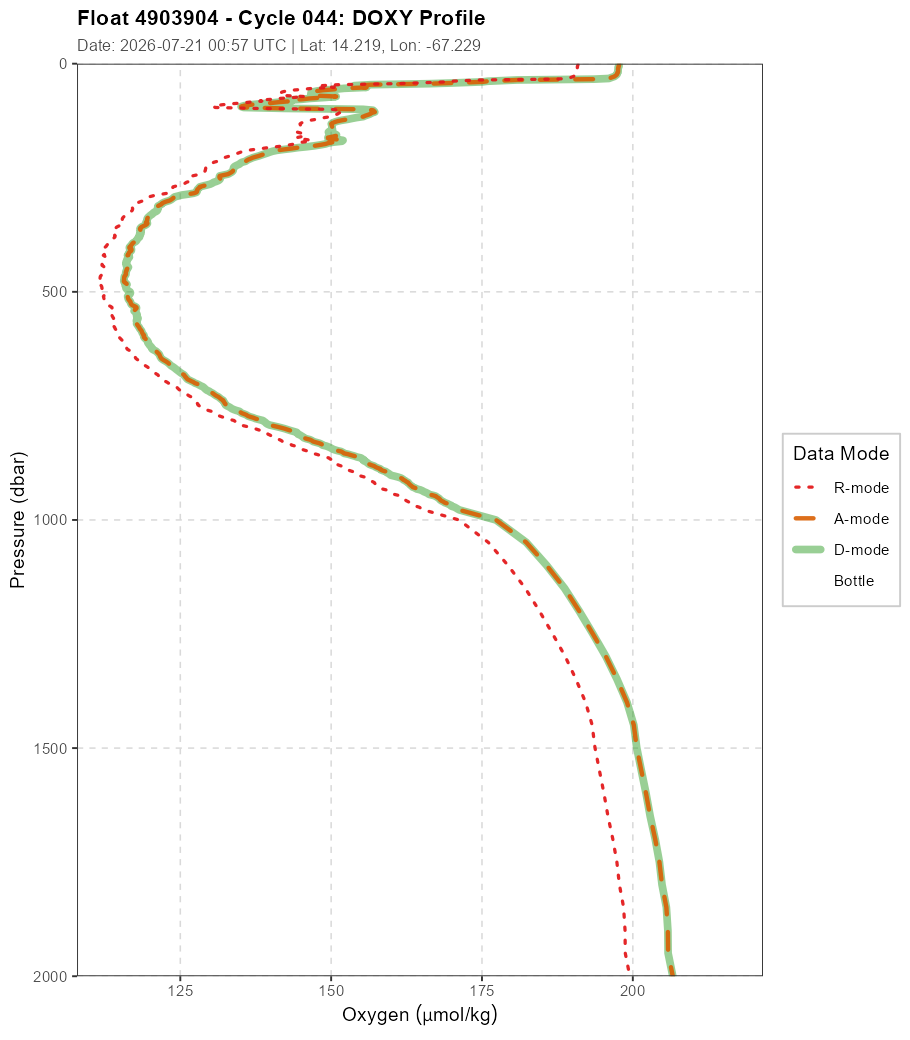 Float 4903904 - Cycle 044: DOXY Profile
Date: 2026-07-21 00:57 UTC | Lat: 14.219, Lon: -67.229
0
500
1000
1500
2000
Pressure (dbar)
125
150
175
200
Oxygen (μmol/kg)
Data Mode
R-mode
A-mode
D-mode
Bottle